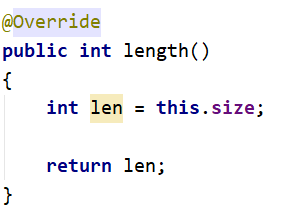 @Override
public int length()
{
    int len = this.size;

    return len;
}